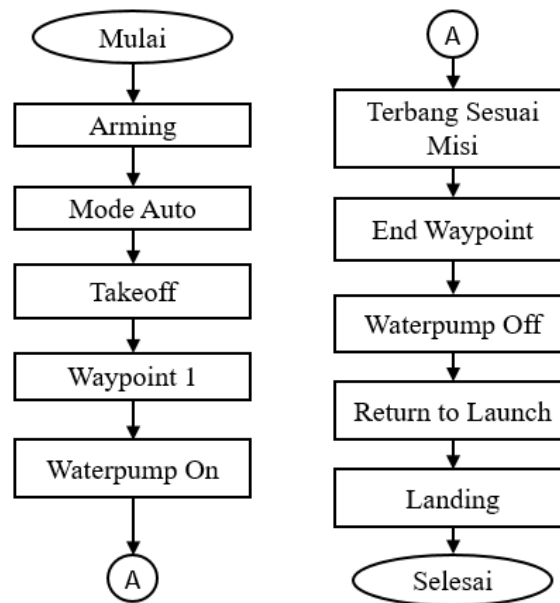 Mulai
Arming
Mode Auto
Takeoff
Waypoint 1
Waterpump On
A
A
Terbang Sesuai
Misi
End Waypoint
Waterpump Off
Return to Launch
Landing
Selesai